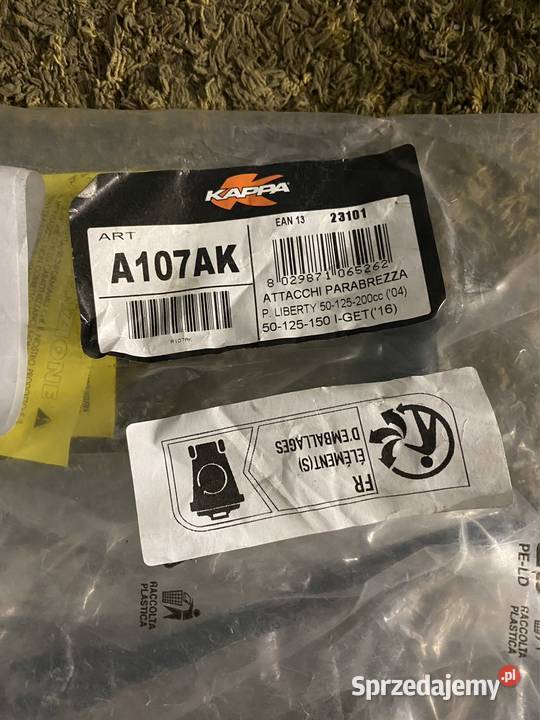 KAPPA
ART
EAN 13 23101
A107AK
8 029871 065262
A107AK
ATTACCHI PARABREZZA
P. LIBERTY 50-125-200cc ('04)
50-125-150 I-GET('16)
FR
ÉLÉMENT(S)
D'EMBALLAGES
RACCOLTA
PLASTICA
PE-LD
RACCOLTA
PLASTICA
Sprzedajemy.pl